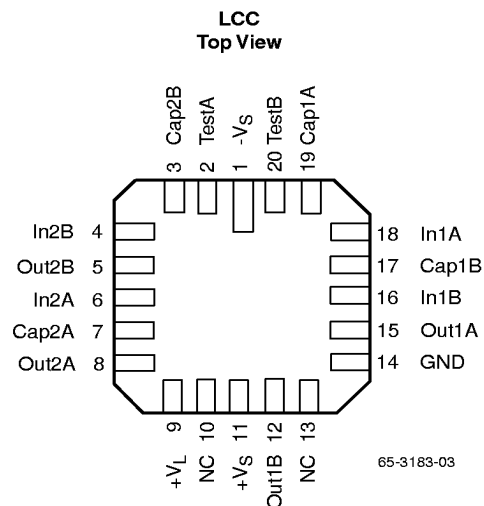 LCC
Top View
3 Cap2B
2 TestA
1 -VS
20 TestB
19 Cap1A
In2B 4
Out2B 5
In2A 6
Cap2A 7
Out2A 8
18 In1A
17 Cap1B
16 In1B
15 Out1A
14 GND
+VL 9
NC 10
+VS 11
Out1B 12
NC 13
65-3183-03